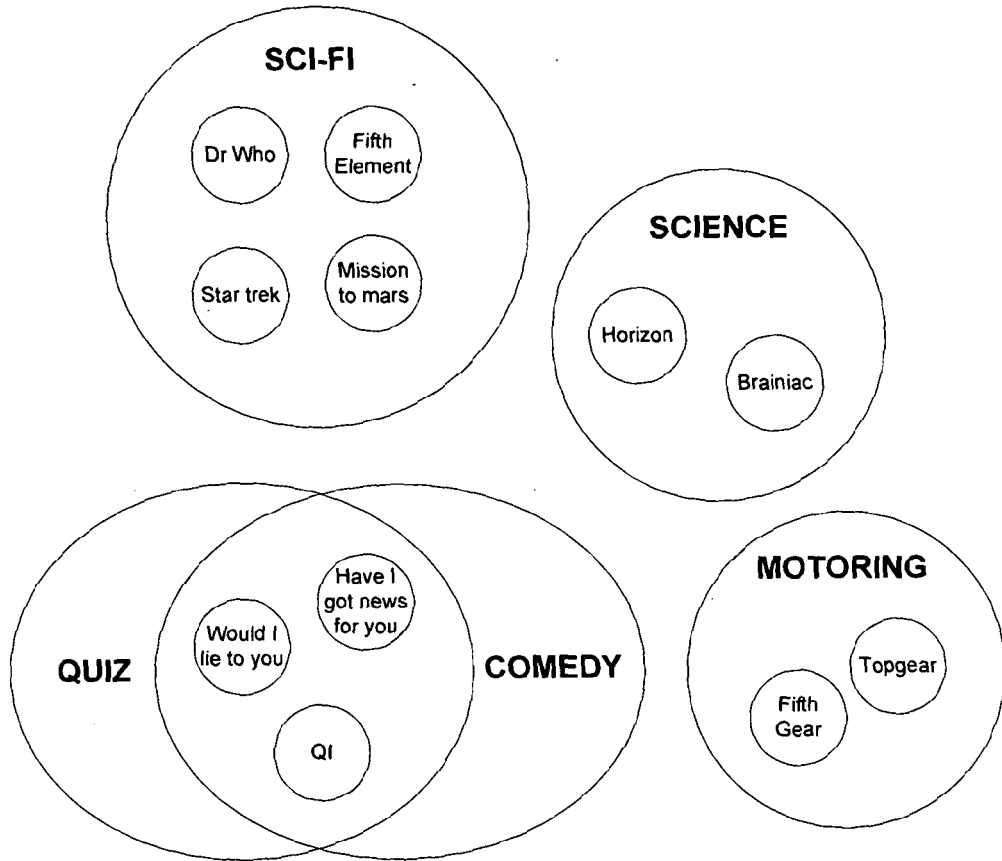 SCI-FI
Dr Who
Fifth
Element
Star trek
Mission
to mars
SCIENCE
Horizon
Brainiac
QUIZ
Would I
lie to you
Have I
got news
for you
QI
COMEDY
MOTORING
Topgear
Fifth
Gear